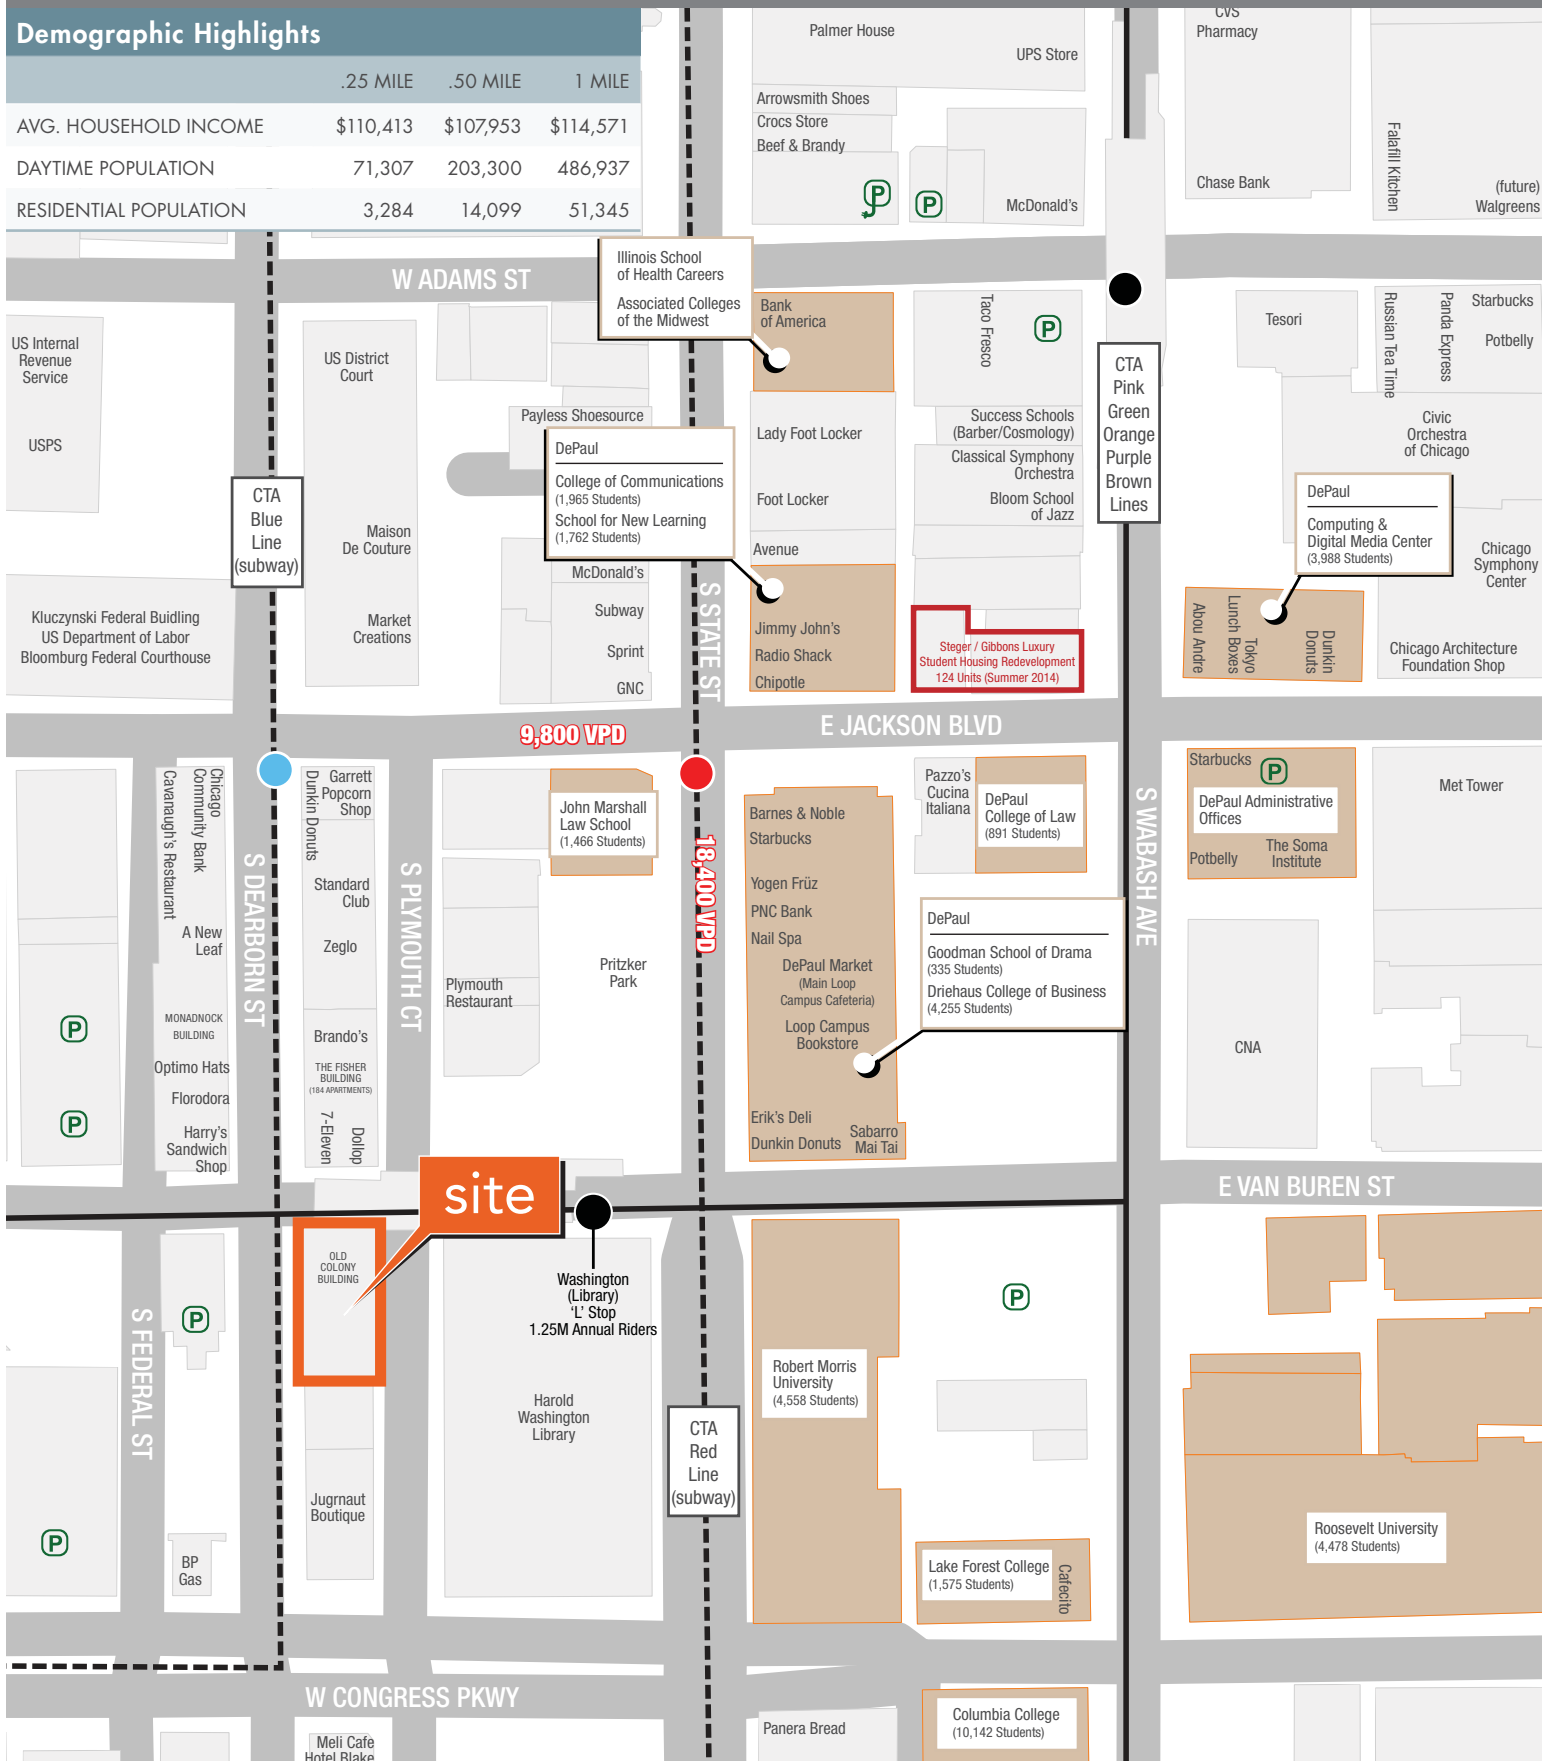 Demographic Highlights
.25 MILE .50 MILE 1 MILE
AVG. HOUSEHOLD INCOME $110,413 $107,953 $114,571
DAYTIME POPULATION 71,307 203,300 486,937
RESIDENTIAL POPULATION 3,284 14,099 51,345
Palmer House
UPS Store
CVS
Pharmacy
Arrowsmith Shoes
Crocs Store
Beef & Brandy
P
P
McDonald's
Chase Bank
Falafill Kitchen
(future)
Walgreens
W ADAMS ST
Illinois School
of Health Careers
Associated Colleges
of the Midwest
Bank
of America
Taco Fresco
P
Tesori
Russian Tea Time
Panda Express
Starbucks
Potbelly
US Internal
Revenue
Service
USPS
US District
Court
Payless Shoesource
CTA
Pink
Green
Orange
Purple
Brown
Lines
Lady Foot Locker
Success Schools
(Barber/Cosmology)
Classical Symphony
Orchestra
Bloom School
of Jazz
Civic
Orchestra
of Chicago
DePaul
College of Communications
(1,965 Students)
School for New Learning
(1,762 Students)
Foot Locker
Avenue
CTA
Blue
Line
(subway)
Maison
De Couture
DePaul
Computing &
Digital Media Center
(3,988 Students)
Chicago
Symphony
Center
McDonald's
Subway
Sprint
GNC
S STATE ST
Kluczynski Federal Buidling
US Department of Labor
Bloomburg Federal Courthouse
Market
Creations
Jimmy John's
Radio Shack
Chipotle
Steger / Gibbons Luxury
Student Housing Redevelopment
124 Units (Summer 2014)
Abou Andre
Lunch Boxes
Tokyo
Dunkin
Donuts
Chicago Architecture
Foundation Shop
9,800 VPD
E JACKSON BLVD
Cavanaugh's Restaurant
Chicago
Community Bank
Dunkin Donuts
Garrett
Popcorn
Shop
John Marshall
Law School
(1,466 Students)
18,400 VPD
Barnes & Noble
Starbucks
Pazzo's
Cucina
Italiana
DePaul
College of Law
(891 Students)
S WABASH AVE
Starbucks
P
DePaul Administrative
Offices
Potbelly
The Soma
Institute
Met Tower
S DEARBORN ST
Standard
Club
Zeglo
S PLYMOUTH CT
A New
Leaf
Yogen Früz
PNC Bank
Nail Spa
DePaul Market
(Main Loop
Campus Cafeteria)
Loop Campus
Bookstore
DePaul
Goodman School of Drama
(335 Students)
Driehaus College of Business
(4,255 Students)
Pritzker
Park
Plymouth
Restaurant
P
MONADNOCK
BUILDING
Brando's
Optimo Hats
THE FISHER
BUILDING
(184 APARTMENTS)
CNA
Florodora
P
Harry's
Sandwich
Shop
7-Eleven
Dollop
Erik's Deli
Dunkin Donuts
Sabarro
Mai Tai
site
E VAN BUREN ST
OLD
COLONY
BUILDING
Washington
(Library)
'L' Stop
1.25M Annual Riders
P
P
S FEDERAL ST
Robert Morris
University
(4,558 Students)
Harold
Washington
Library
CTA
Red
Line
(subway)
Jugrnaut
Boutique
P
BP
Gas
Lake Forest College
(1,575 Students)
Cafecito
Roosevelt University
(4,478 Students)
W CONGRESS PKWY
Columbia College
(10,142 Students)
Panera Bread
Meli Cafe
Hotel Blake